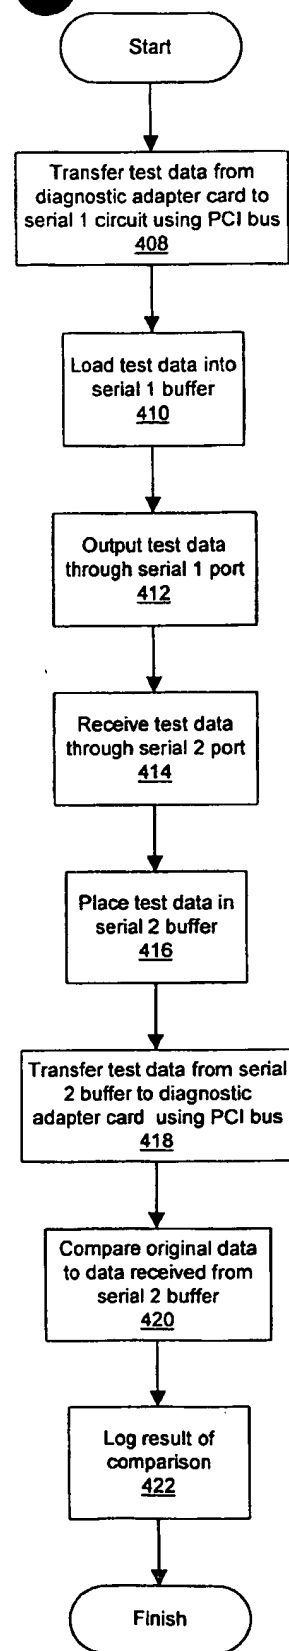 Start
Transfer test data from
diagnostic adapter card to
serial 1 circuit using PCI bus
408
Load test data into
serial 1 buffer
410
Output test data
through serial 1 port
412
Receive test data
through serial 2 port
414
Place test data in
serial 2 buffer
416
Transfer test data from serial
2 buffer to diagnostic
adapter card using PCI bus
418
Compare original data
to data received from
serial 2 buffer
420
Log result of
comparison
422
Finish